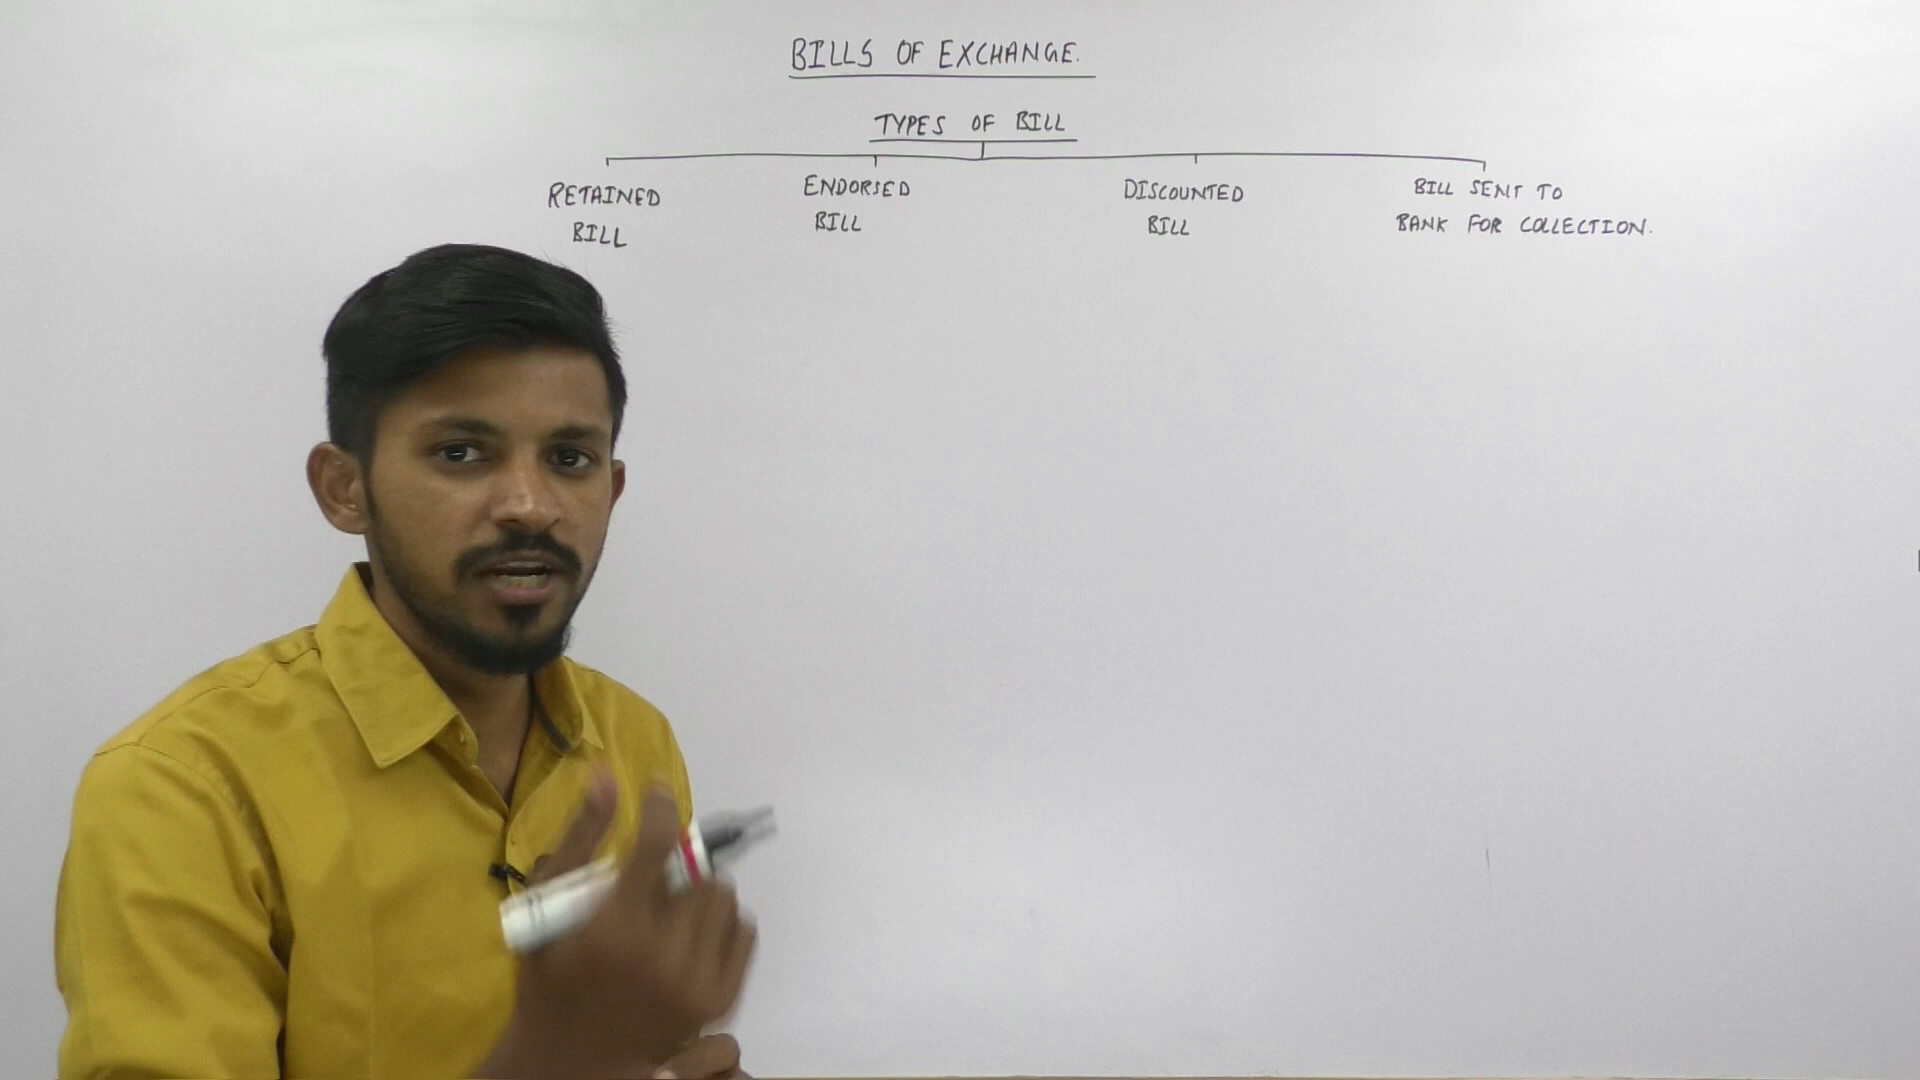 BILLS OF EXCHANGE.
TYPES OF BILL
RETAINED
BILL
ENDORSED
BILL
DISCOUNTED
BILL
BILL SENT TO
BANK FOR COLLECTION.